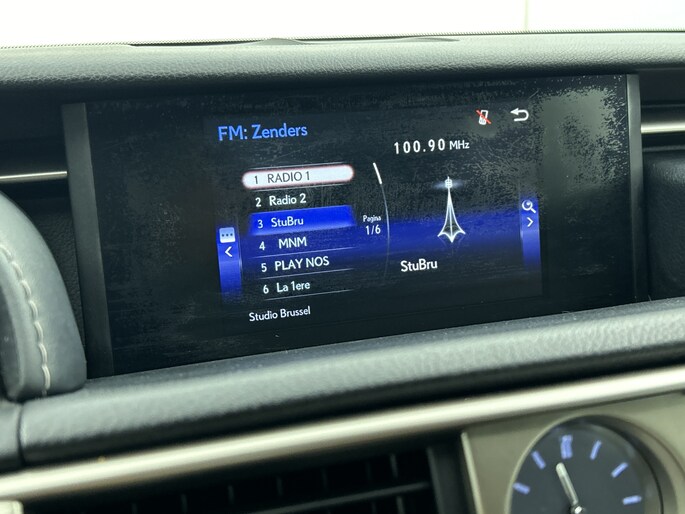 FM: Zenders
100.90 MHz
1 RADIO 1
2 Radio 2
3 StuBru
4 MNM
5 PLAY NOS
6 La 1ere
Pagina
1/6
StuBru
Studio Brussel